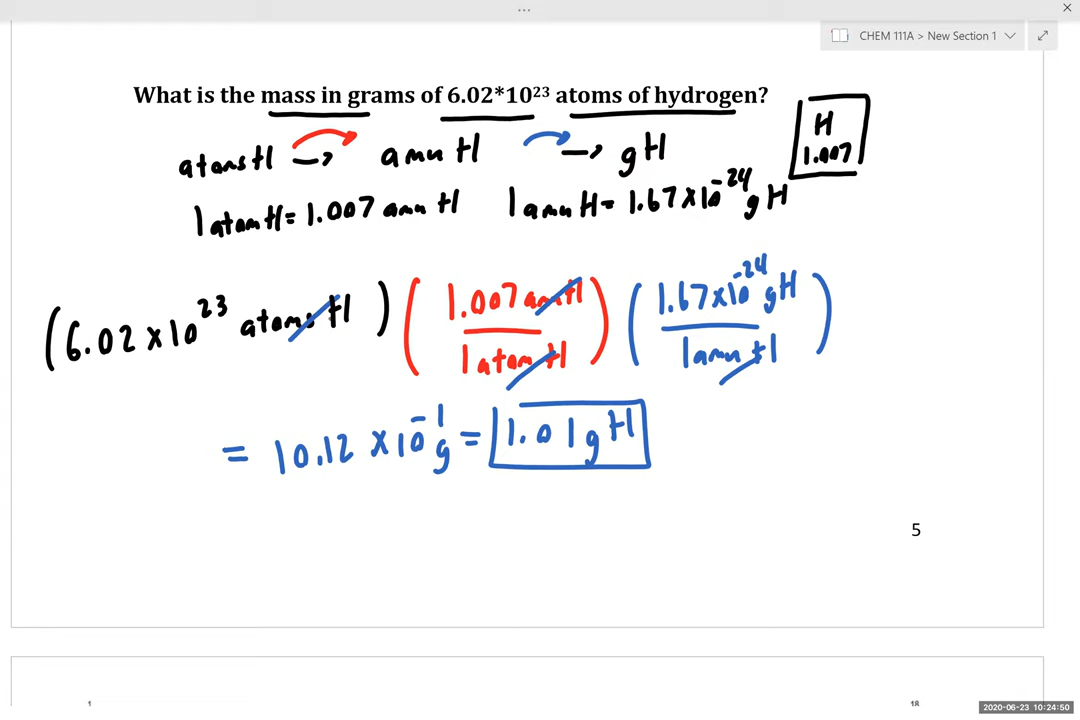 ...
CHEM 111A > New Section 1
What is the mass in grams of 6.02*10²³ atoms of hydrogen?
H
1.007
atoms H → amu H → g H
1 atom H = 1.007 amu H 1 amu H = 1.67 x 10⁻²⁴ g H
(6.02 x 10²³ atoms H) (1.007 amu H / 1 atom H) (1.67 x 10⁻²⁴ g H / 1 amu H)
= 10.12 x 10⁻¹ g = 1.01 g H
5
1
18
2020-06-23 10:24:50